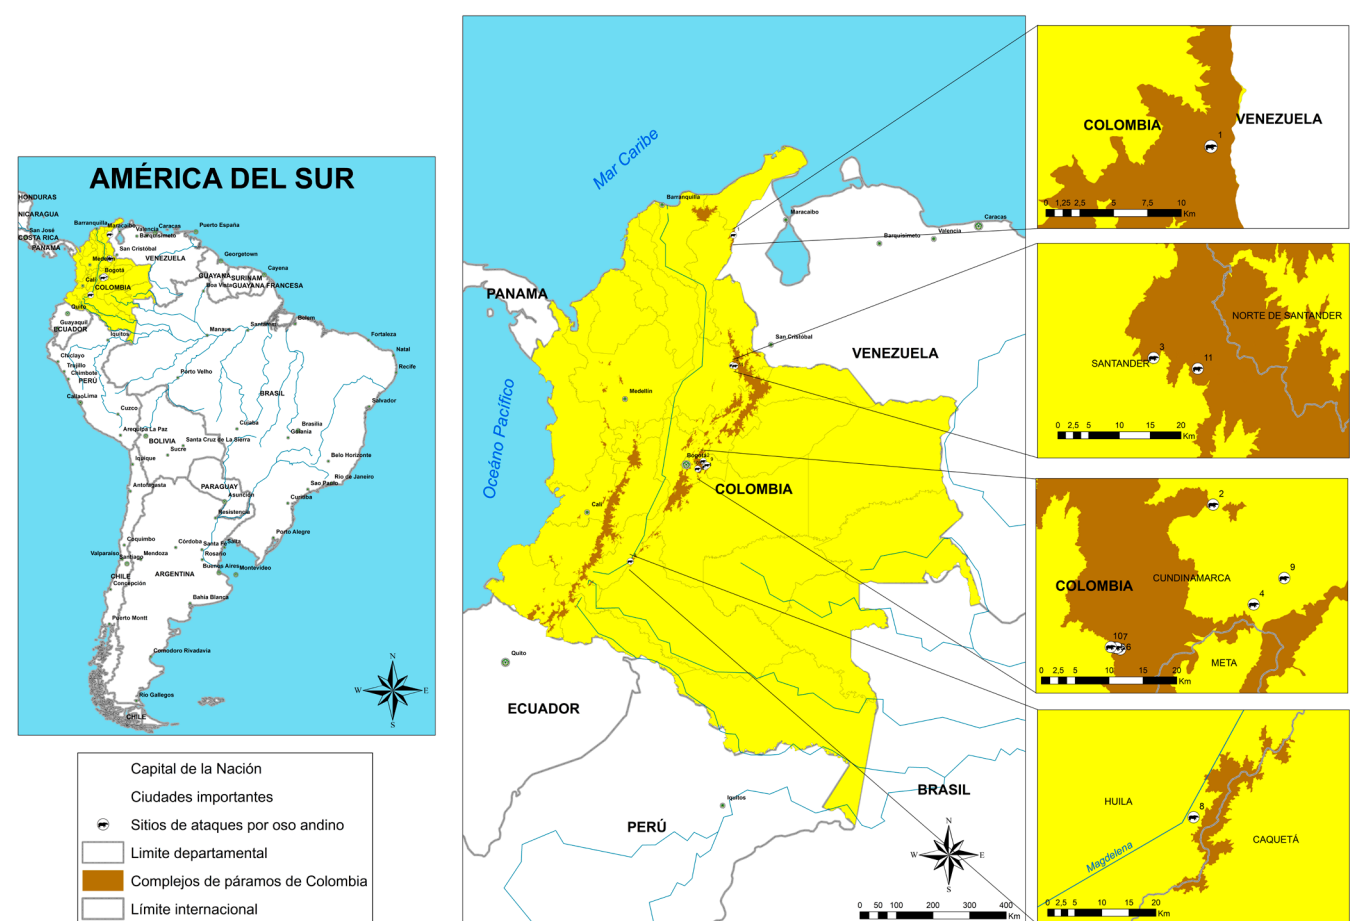 AMÉRICA DEL SUR
HONDURAS
NICARAGUA
San José
COSTA RICA
PANAMA
Barranquilla
Maracaibo
Valencia
Caracas
Barquisimeto
Puerto España
San Cristóbal
VENEZUELA
Georgetown
Medellín
Bogotá
Cayena
GUAYANA
SURINAM
Cali
COLOMBIA
Boa Vista
GUAYANA FRANCESA
Quito
Guayaquil
ECUADOR
Iquitos
Manaus
Santarna
Belem
Fortaleza
Chiclayo
Trujillo
Chimbote
PERÚ
Porto Velho
Natal
Recife
Callao
Lima
BRASIL
Cuzco
Salvador
Arequipa
La Paz
BOLIVIA
Cuiaba
Brasilia
Goiania
Santa Cruz de La Sierra
Sucre
Iquique
Belo Horizonte
Antofagasta
PARAGUAY
Asunción
Sao Paulo
Rio de Janeiro
Curitiba
Resistencia
Porto Alegre
Coquimbo
Córdoba
Santa Fe
Salta
Valparaiso
Santiago
Mendoza
Rosario
Buenos Aires
Montevideo
CHILE
ARGENTINA
Concepción
Bahia Blanca
Puerto Montt
Comodoro Rivadavia
Rio Gallegos
CHILE
N
W E
S
Capital de la Nación
Ciudades importantes
Sitios de ataques por oso andino
Limite departamental
Complejos de páramos de Colombia
Límite internacional
Mar Caribe
Barranquilla
Maracaibo
Caracas
Barquisimeto
Valencia
PANAMA
San Cristobal
VENEZUELA
Medellín
Océano Pacífico
Bogotá
COLOMBIA
Cali
Quito
ECUADOR
BRASIL
Iquitos
PERÚ
N
W E
S
0 50 100 200 300 400
Km
COLOMBIA
VENEZUELA
1
0 1,25 2,5 5 7,5 10
Km
NORTE DE SANTANDER
3
SANTANDER
11
0 2,5 5 10 15 20
Km
2
COLOMBIA
CUNDINAMARCA
9
4
107
6
META
0 2,5 5 10 15 20
Km
HUILA
8
CAQUETÁ
Magdelena
0 2,5 5 10 15 20
Km